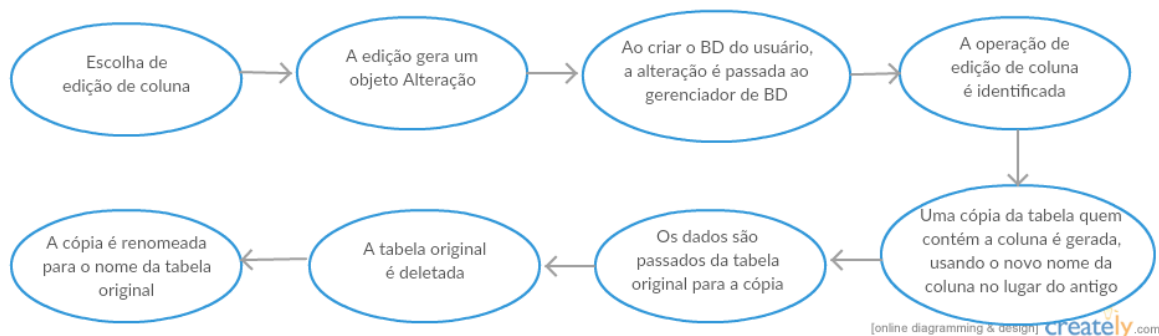 Escolha de
edição de coluna
A edição gera um
objeto Alteração
Ao criar o BD do usuário,
a alteração é passada ao
gerenciador de BD
A operação de
edição de coluna
é identificada
Uma cópia da tabela quem
contém a coluna é gerada,
usando o novo nome da
coluna no lugar do antigo
Os dados são
passados da tabela
original para a cópia
A tabela original
é deletada
A cópia é renomeada
para o nome da tabela
original
[online diagramming & design] creately.com